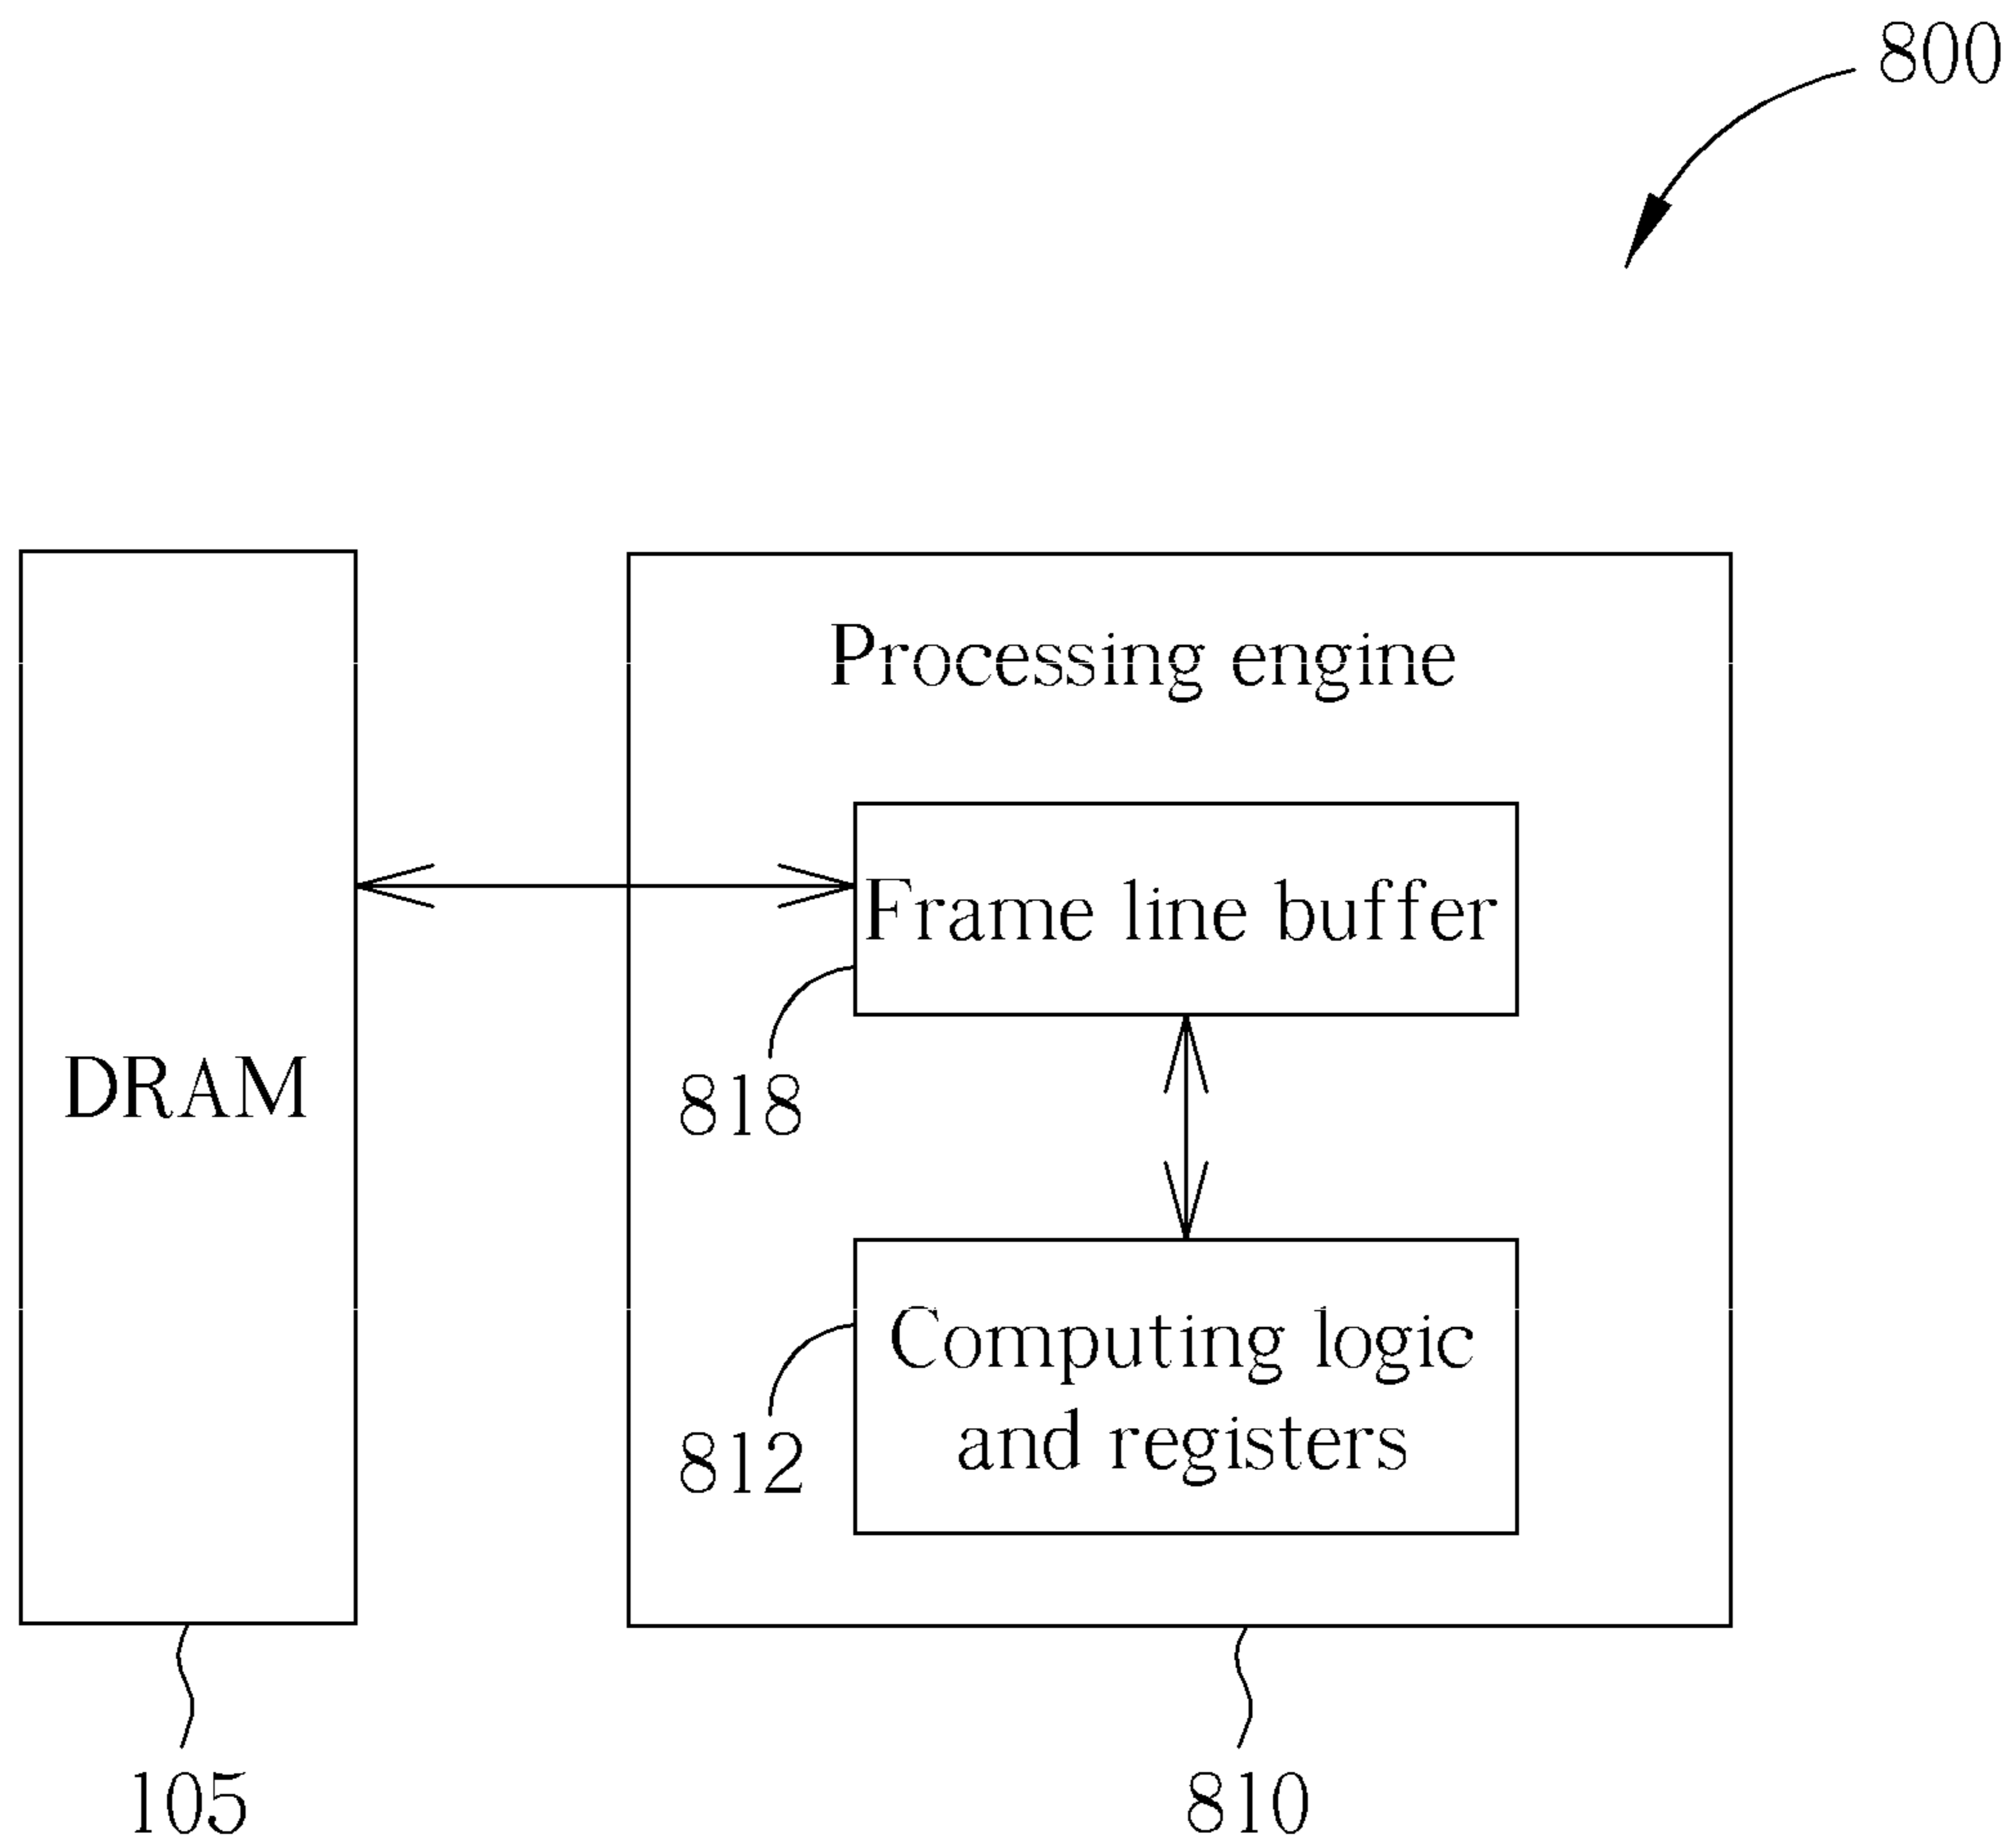 800
Processing engine
Frame line buffer
818
DRAM
Computing logic
and registers
812
105
810